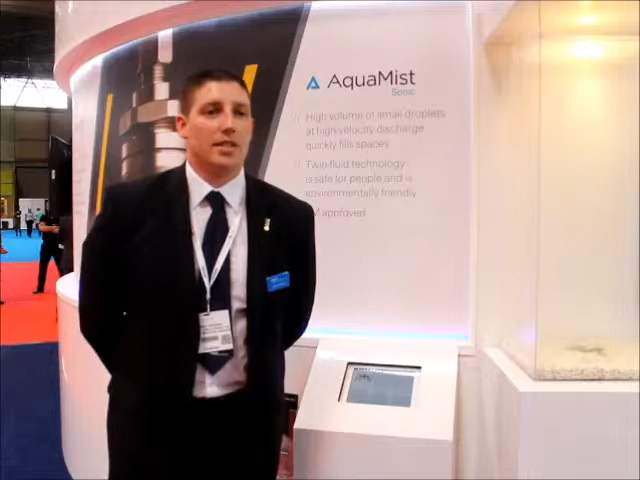 AquaMist
Sonic
High volume of small droplets
at high velocity discharge
quickly fills spaces
Twin-fluid technology
is safe for people and is
environmentally friendly
approved